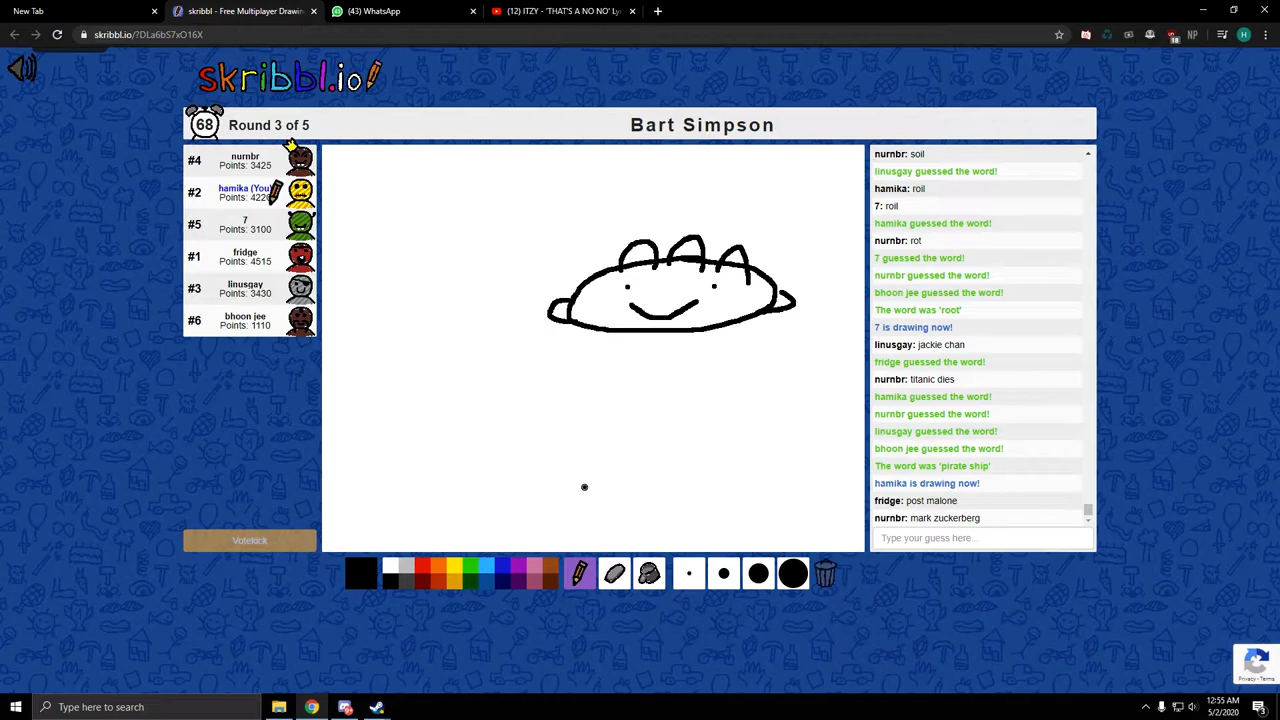 New Tab
skribbl - Free Multiplayer Drawin
(43) WhatsApp
(12) ITZY - 'THAT'S A NO NO' Ly
skribbl.io/?DLa6bS7xO16X
18
H
skribbl.io
68
Round 3 of 5
Bart Simpson
#4
nurnbr
Points: 3425
#2
hamika (You)
Points: 4220
#5
7
Points: 3100
#1
fridge
Points: 4515
#3
linusgay
Points: 3430
#6
bhoon jee
Points: 1110
Votekick
nurnbr: soil
linusgay guessed the word!
hamika: roil
7: roil
hamika guessed the word!
nurnbr: rot
7 guessed the word!
nurnbr guessed the word!
bhoon jee guessed the word!
The word was 'root'
7 is drawing now!
linusgay: jackie chan
fridge guessed the word!
nurnbr: titanic dies
hamika guessed the word!
nurnbr guessed the word!
linusgay guessed the word!
bhoon jee guessed the word!
The word was 'pirate ship'
hamika is drawing now!
fridge: post malone
nurnbr: mark zuckerberg
Type your guess here...
Privacy - Terms
Type here to search
12:55 AM
5/2/2020